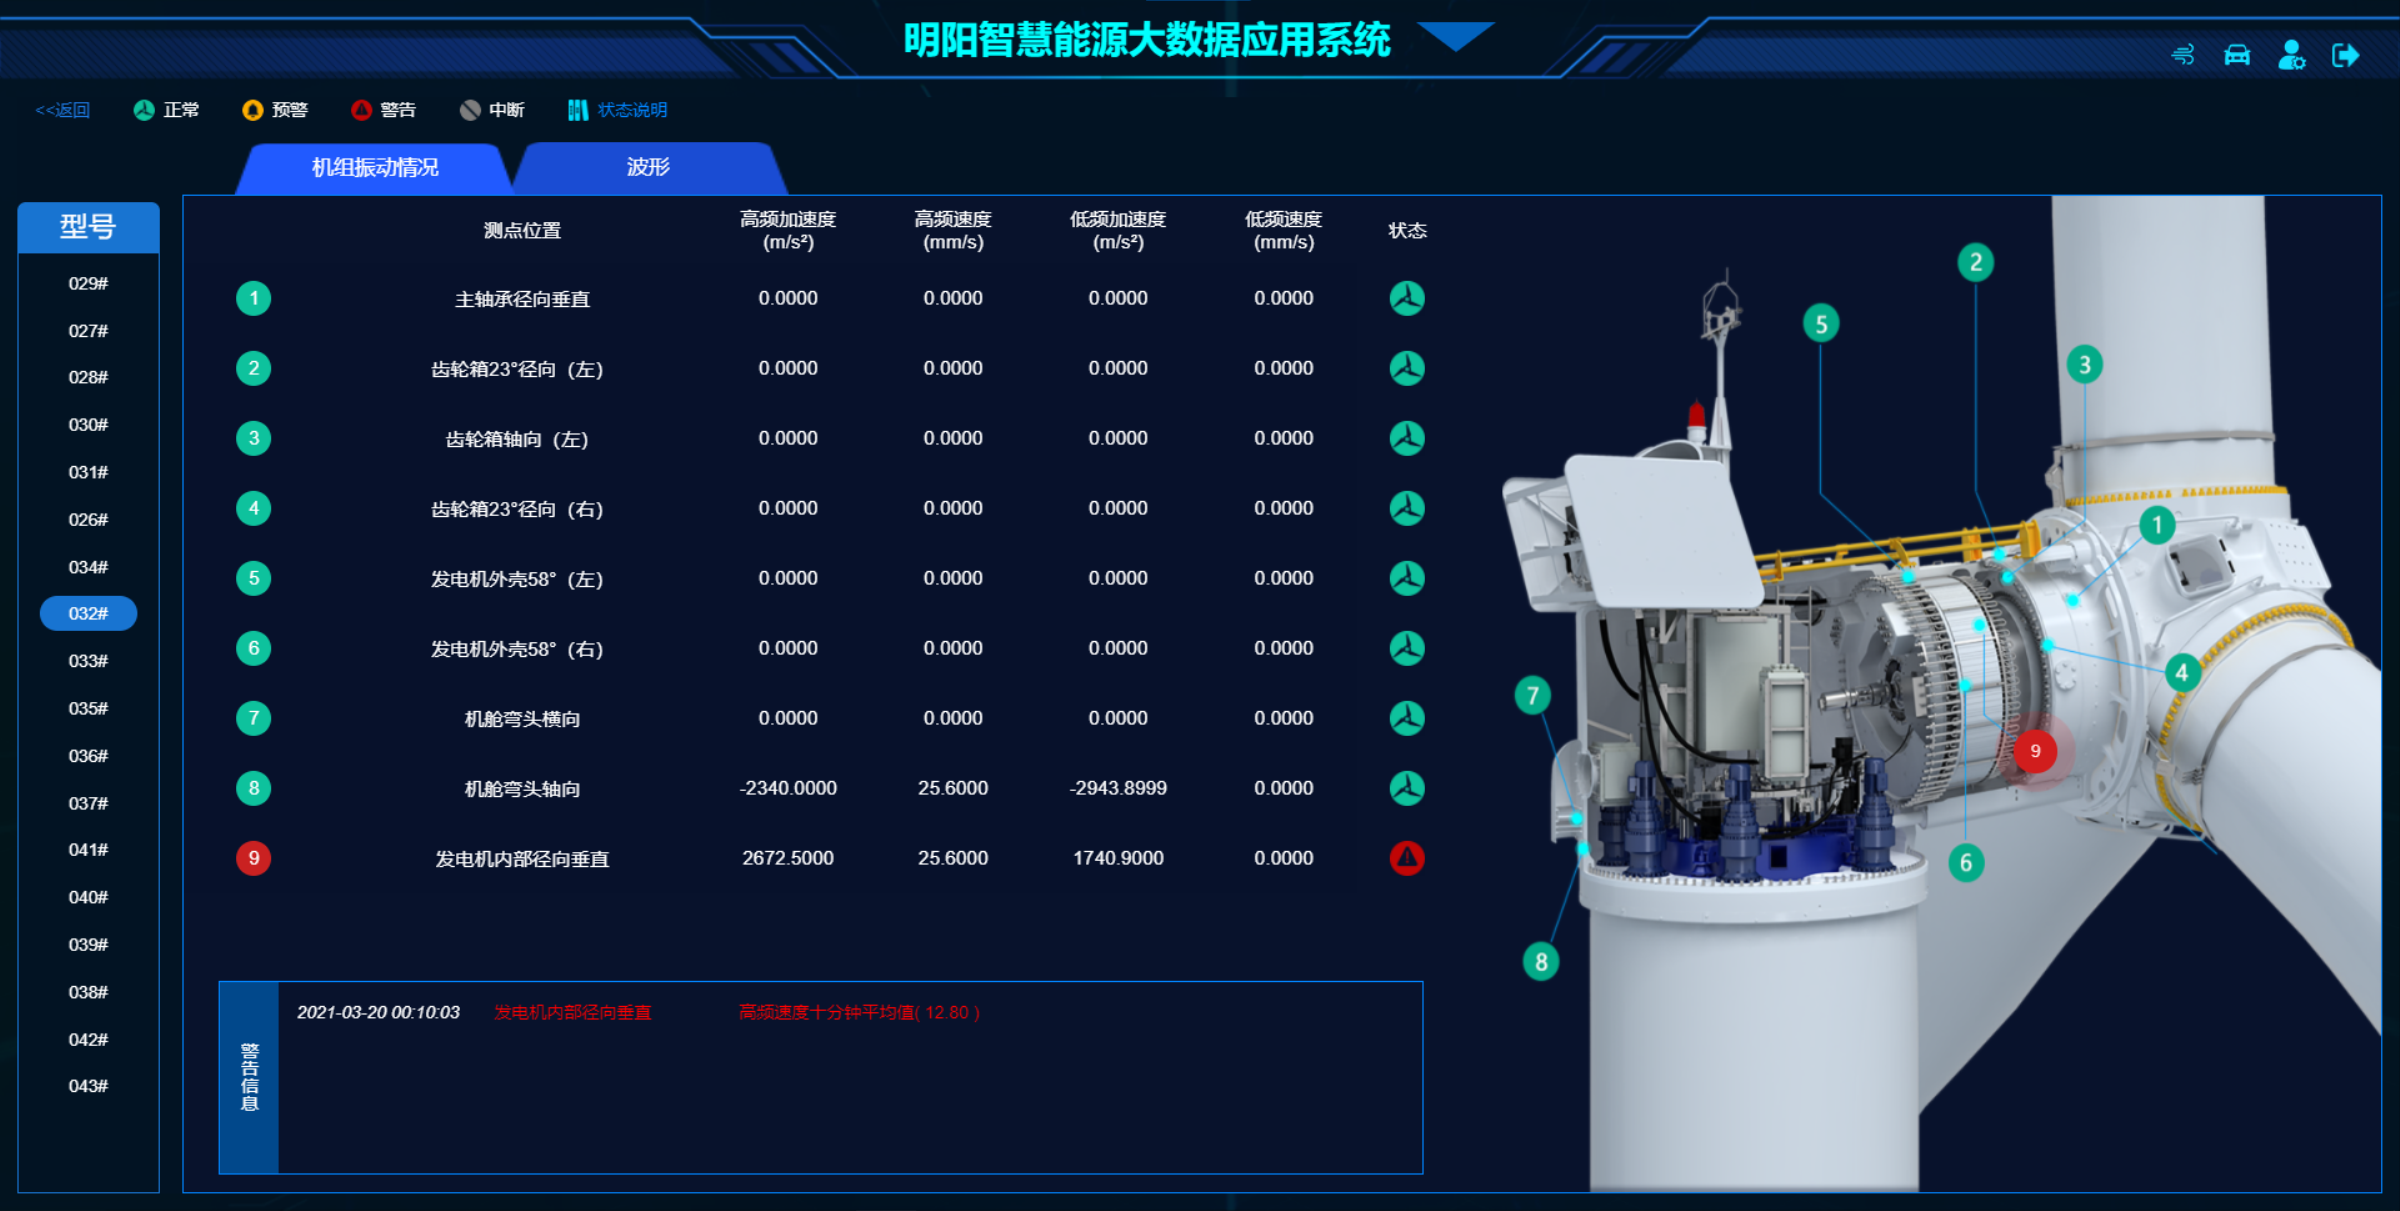 明阳智慧能源大数据应用系统
<<返回 正常 预警 警告 中断 状态说明
机组振动情况 波形
型号
029#
027#
028#
030#
031#
026#
034#
032#
033#
035#
036#
037#
041#
040#
039#
038#
042#
043#
测点位置 高频加速度 (m/s²) 高频速度 (mm/s) 低频加速度 (m/s²) 低频速度 (mm/s) 状态
1 主轴承径向垂直 0.0000 0.0000 0.0000 0.0000
2 齿轮箱23°径向（左） 0.0000 0.0000 0.0000 0.0000
3 齿轮箱轴向（左） 0.0000 0.0000 0.0000 0.0000
4 齿轮箱23°径向（右） 0.0000 0.0000 0.0000 0.0000
5 发电机外壳58°（左） 0.0000 0.0000 0.0000 0.0000
6 发电机外壳58°（右） 0.0000 0.0000 0.0000 0.0000
7 机舱弯头横向 0.0000 0.0000 0.0000 0.0000
8 机舱弯头轴向 -2340.0000 25.6000 -2943.8999 0.0000
9 发电机内部径向垂直 2672.5000 25.6000 1740.9000 0.0000
警告信息
2021-03-20 00:10:03 发电机内部径向垂直 高频速度十分钟平均值( 12.80 )
2
5
3
1
4
7
9
6
8